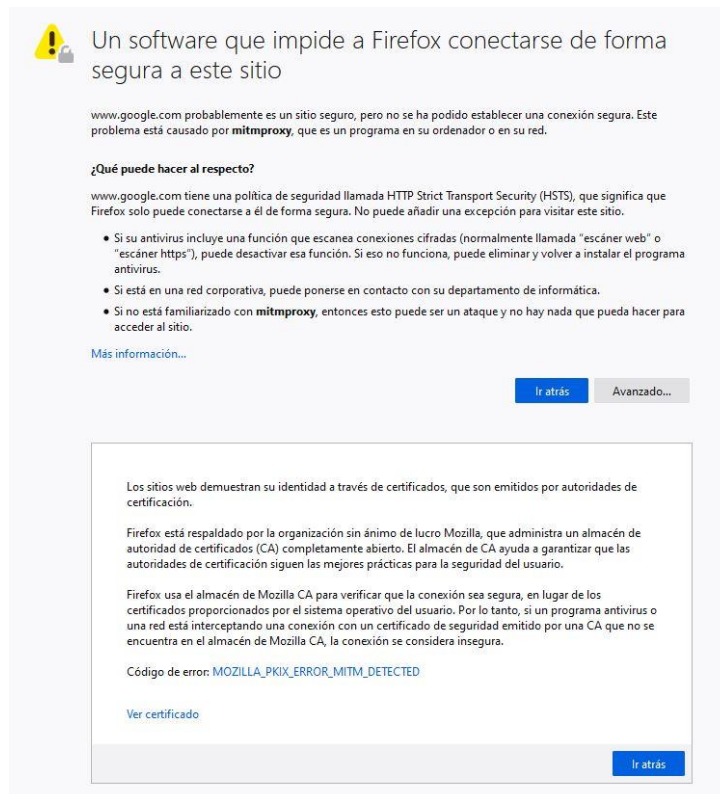 Un software que impide a Firefox conectarse de forma
segura a este sitio
www.google.com probablemente es un sitio seguro, pero no se ha podido establecer una conexión segura. Este
problema está causado por mitmproxy, que es un programa en su ordenador o en su red.
¿Qué puede hacer al respecto?
www.google.com tiene una política de seguridad llamada HTTP Strict Transport Security (HSTS), que significa que
Firefox solo puede conectarse a él de forma segura. No puede añadir una excepción para visitar este sitio.
• Si su antivirus incluye una función que escanea conexiones cifradas (normalmente llamada “escáner web” o
“escáner https”), puede desactivar esa función. Si eso no funciona, puede eliminar y volver a instalar el programa
antivirus.
• Si está en una red corporativa, puede ponerse en contacto con su departamento de informática.
• Si no está familiarizado con mitmproxy, entonces esto puede ser un ataque y no hay nada que pueda hacer para
acceder al sitio.
Más información...
Ir atrás Avanzado...
Los sitios web demuestran su identidad a través de certificados, que son emitidos por autoridades de
certificación.
Firefox está respaldado por la organización sin ánimo de lucro Mozilla, que administra un almacén de
autoridad de certificados (CA) completamente abierto. El almacén de CA ayuda a garantizar que las
autoridades de certificación siguen las mejores prácticas para la seguridad del usuario.
Firefox usa el almacén de Mozilla CA para verificar que la conexión sea segura, en lugar de los
certificados proporcionados por el sistema operativo del usuario. Por lo tanto, si un programa antivirus o
una red está interceptando una conexión con un certificado de seguridad emitido por una CA que no se
encuentra en el almacén de Mozilla CA, la conexión se considera insegura.
Código de error: MOZILLA_PKIX_ERROR_MITM_DETECTED
Ver certificado
Ir atrás